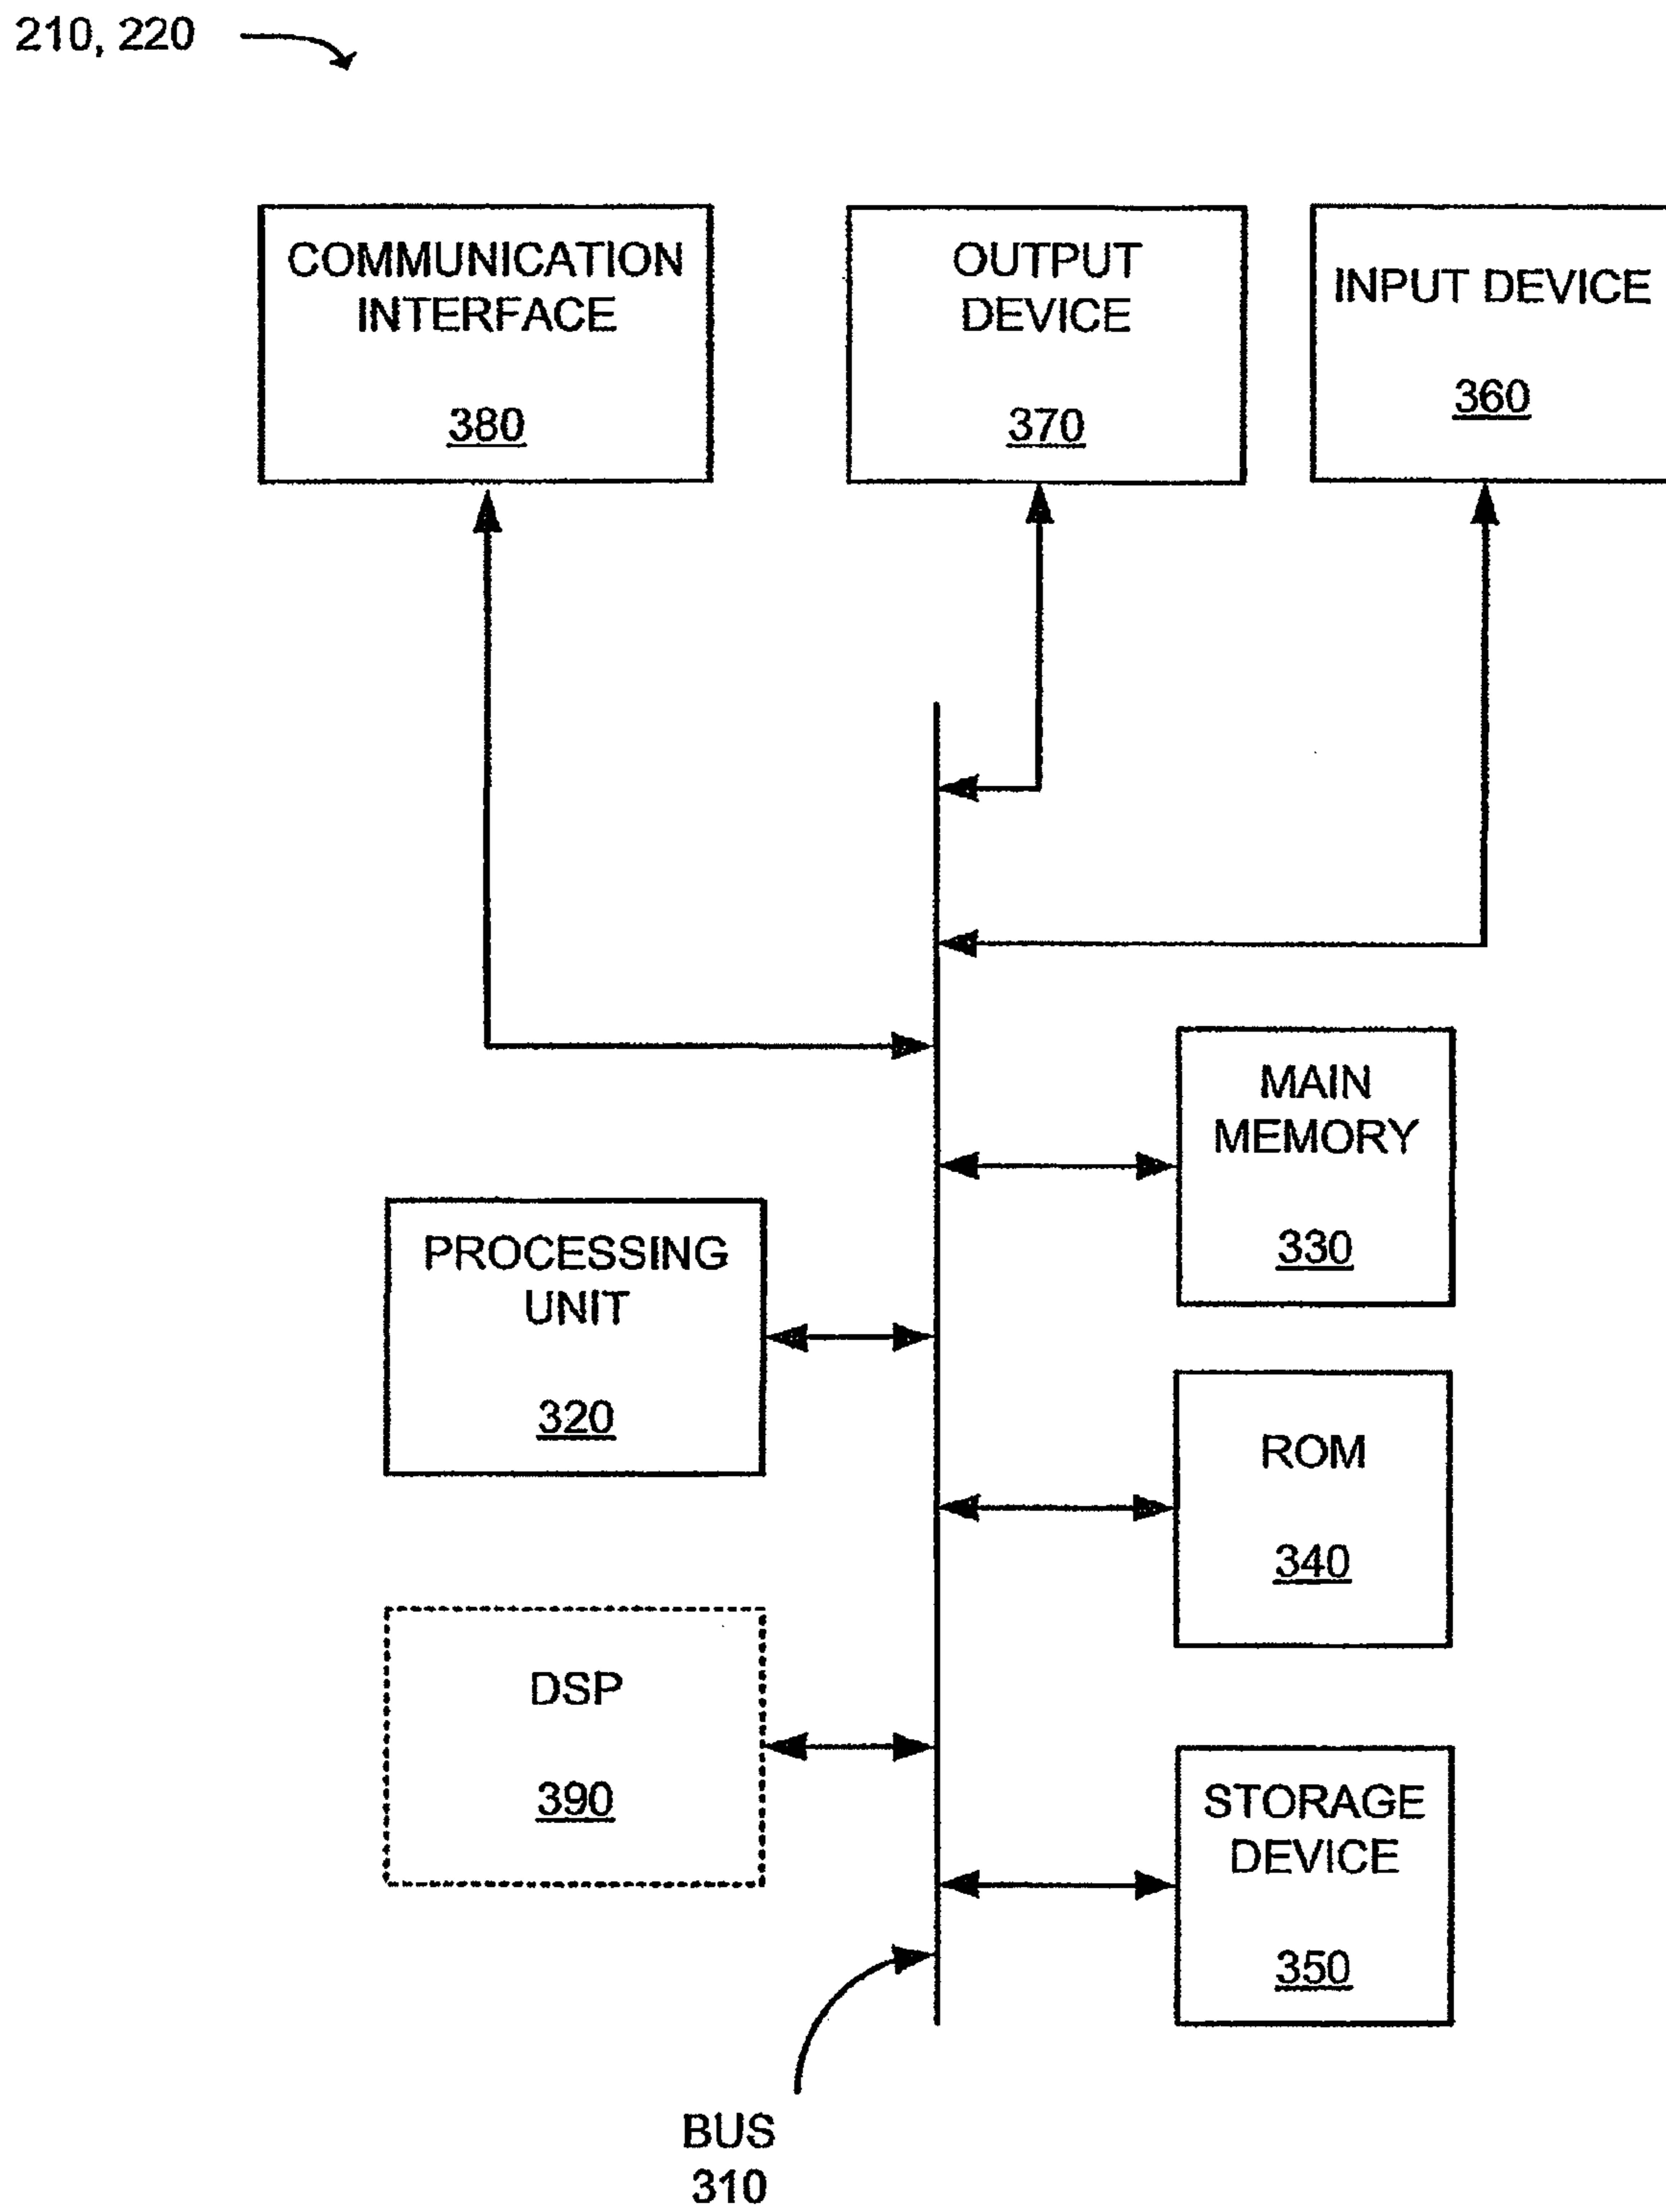 210, 220
COMMUNICATION
INTERFACE
380
OUTPUT
DEVICE
370
INPUT DEVICE
360
MAIN
MEMORY
330
PROCESSING
UNIT
320
ROM
340
DSP
390
STORAGE
DEVICE
350
BUS
310